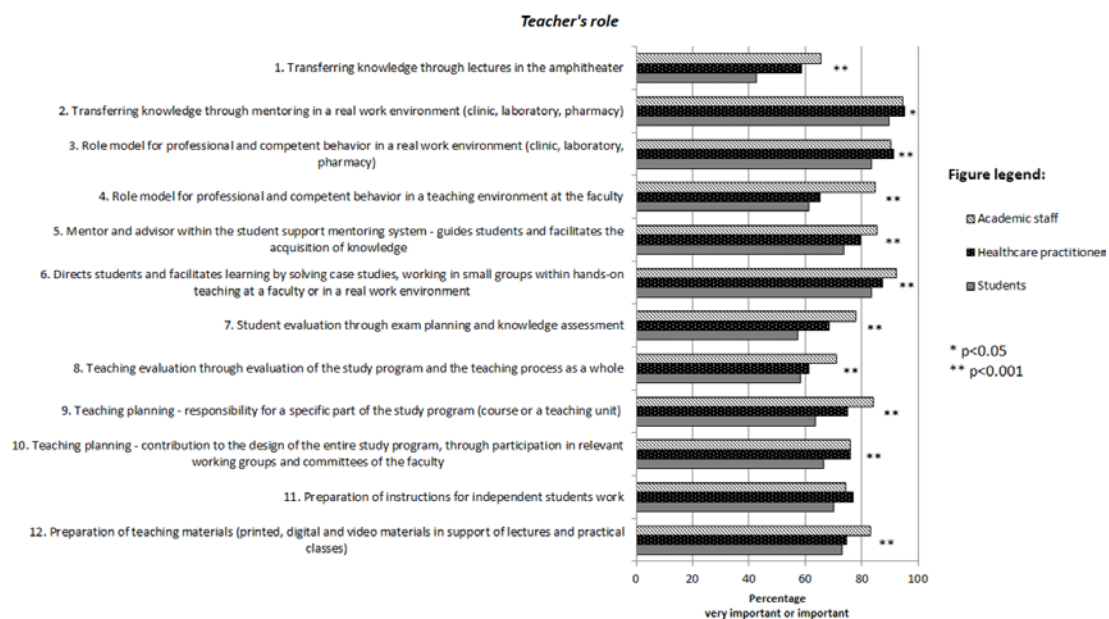 Teacher's role
1. Transferring knowledge through lectures in the amphitheater
**
2. Transferring knowledge through mentoring in a real work environment (clinic, laboratory, pharmacy)
*
3. Role model for professional and competent behavior in a real work environment (clinic, laboratory,
pharmacy)
**
4. Role model for professional and competent behavior in a teaching environment at the faculty
**
5. Mentor and advisor within the student support mentoring system - guides students and facilitates the
acquisition of knowledge
**
6. Directs students and facilitates learning by solving case studies, working in small groups within hands-on
teaching at a faculty or in a real work environment
**
7. Student evaluation through exam planning and knowledge assessment
**
8. Teaching evaluation through evaluation of the study program and the teaching process as a whole
**
9. Teaching planning - responsibility for a specific part of the study program (course or a teaching unit)
**
10. Teaching planning - contribution to the design of the entire study program, through participation in relevant
working groups and committees of the faculty
**
11. Preparation of instructions for independent students work
12. Preparation of teaching materials (printed, digital and video materials in support of lectures and practical
classes)
**
0 20 40 60 80 100
Percentage
very important or important
Figure legend:
Academic staff
Healthcare practitioners
Students
* p<0.05
** p<0.001